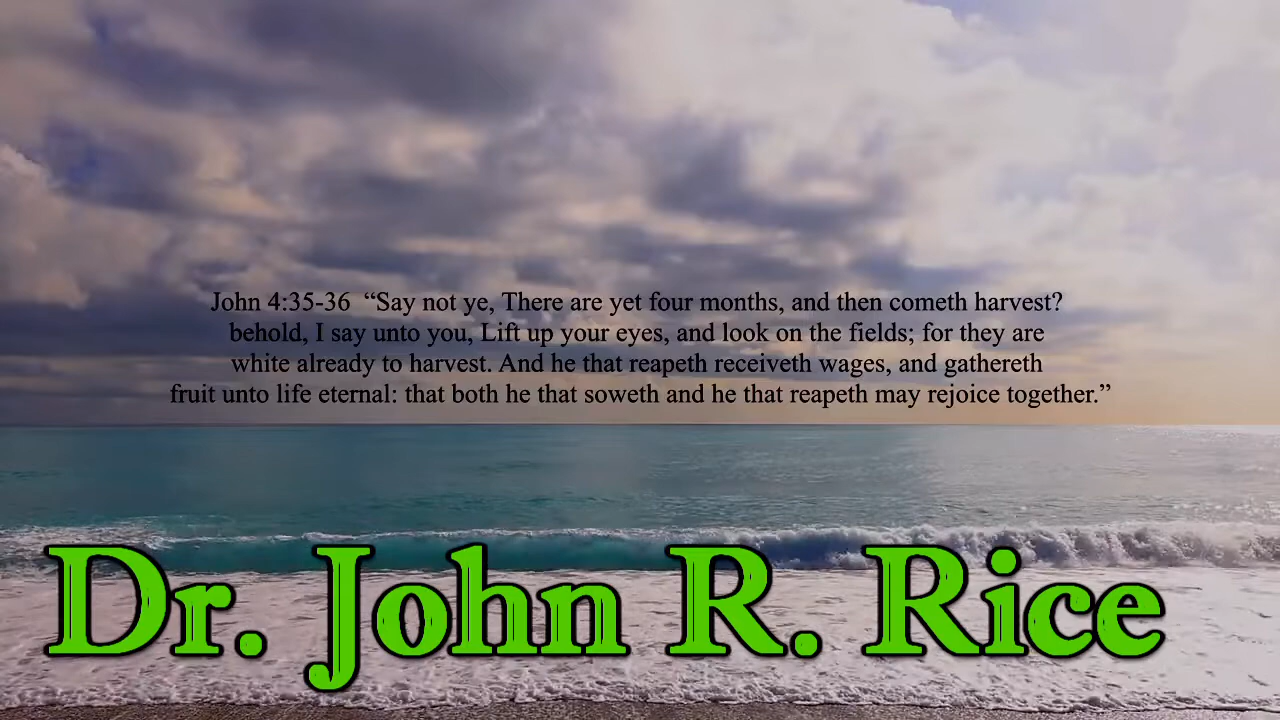 John 4:35-36  “Say not ye, There are yet four months, and then cometh harvest?
behold, I say unto you, Lift up your eyes, and look on the fields; for they are
white already to harvest. And he that reapeth receiveth wages, and gathereth
fruit unto life eternal: that both he that soweth and he that reapeth may rejoice together.”
Dr. John R. Rice